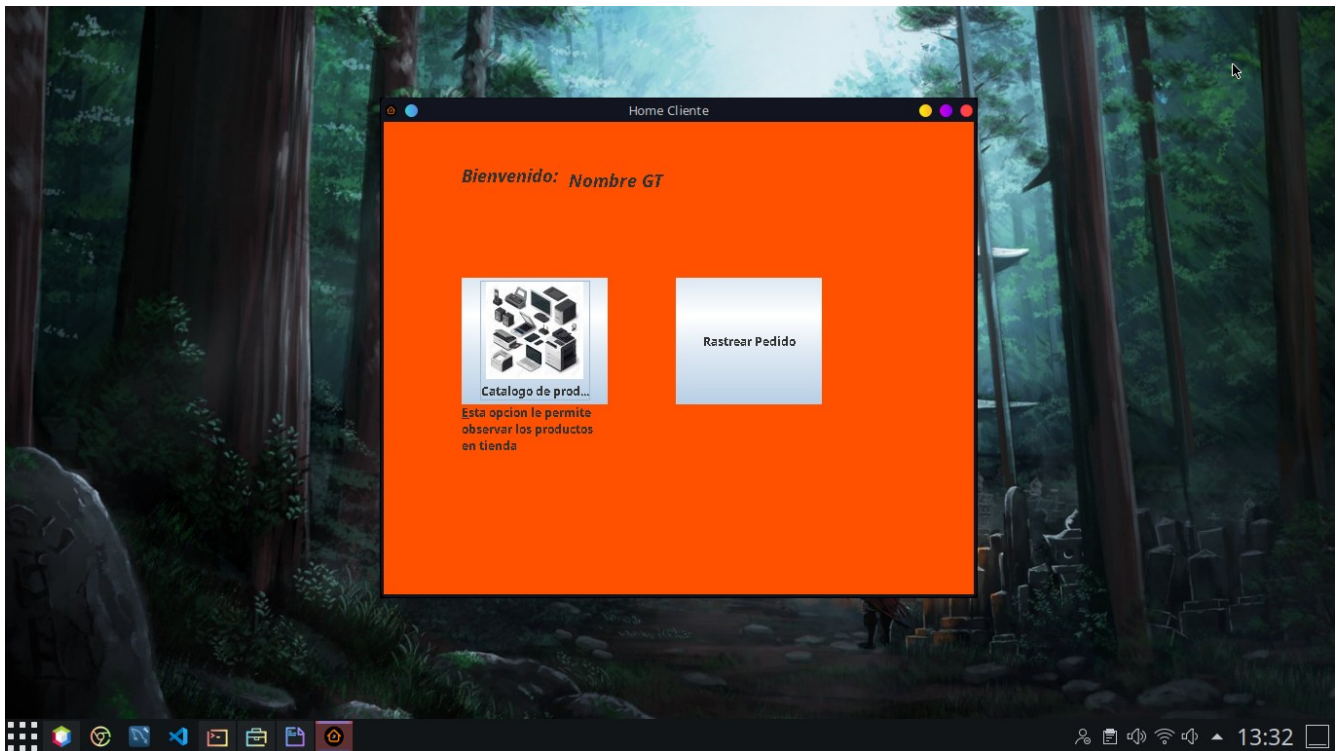 Home Cliente
Bienvenido: Nombre GT
Catalogo de prod...
Rastrear Pedido
Esta opcion le permite
observar los productos
en tienda
13:32